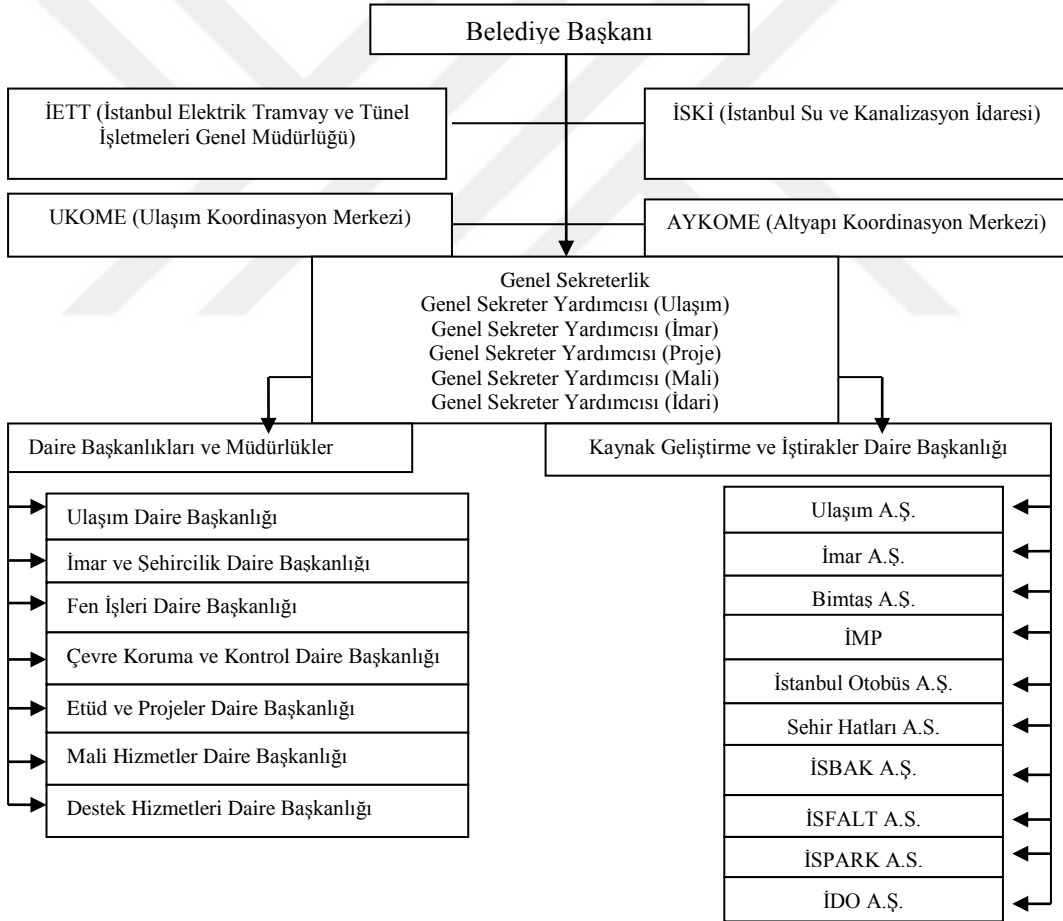 Belediye Başkanı
İETT (İstanbul Elektrik Tramvay ve Tünel
İşletmeleri Genel Müdürlüğü)
İSKİ (İstanbul Su ve Kanalizasyon İdaresi)
UKOME (Ulaşım Koordinasyon Merkezi)
AYKOME (Altyapı Koordinasyon Merkezi)
Genel Sekreterlik
Genel Sekreter Yardımcısı (Ulaşım)
Genel Sekreter Yardımcısı (İmar)
Genel Sekreter Yardımcısı (Proje)
Genel Sekreter Yardımcısı (Mali)
Genel Sekreter Yardımcısı (İdari)
Daire Başkanlıkları ve Müdürlükler
Ulaşım Daire Başkanlığı
İmar ve Şehircilik Daire Başkanlığı
Fen İşleri Daire Başkanlığı
Çevre Koruma ve Kontrol Daire Başkanlığı
Etüd ve Projeler Daire Başkanlığı
Mali Hizmetler Daire Başkanlığı
Destek Hizmetleri Daire Başkanlığı
Kaynak Geliştirme ve İştirakler Daire Başkanlığı
Ulaşım A.Ş.
İmar A.Ş.
Bimtaş A.Ş.
İMP
İstanbul Otobüs A.Ş.
Sehir Hatları A.S.
İSBAK A.Ş.
İSFALT A.S.
İSPARK A.S.
İDO A.Ş.